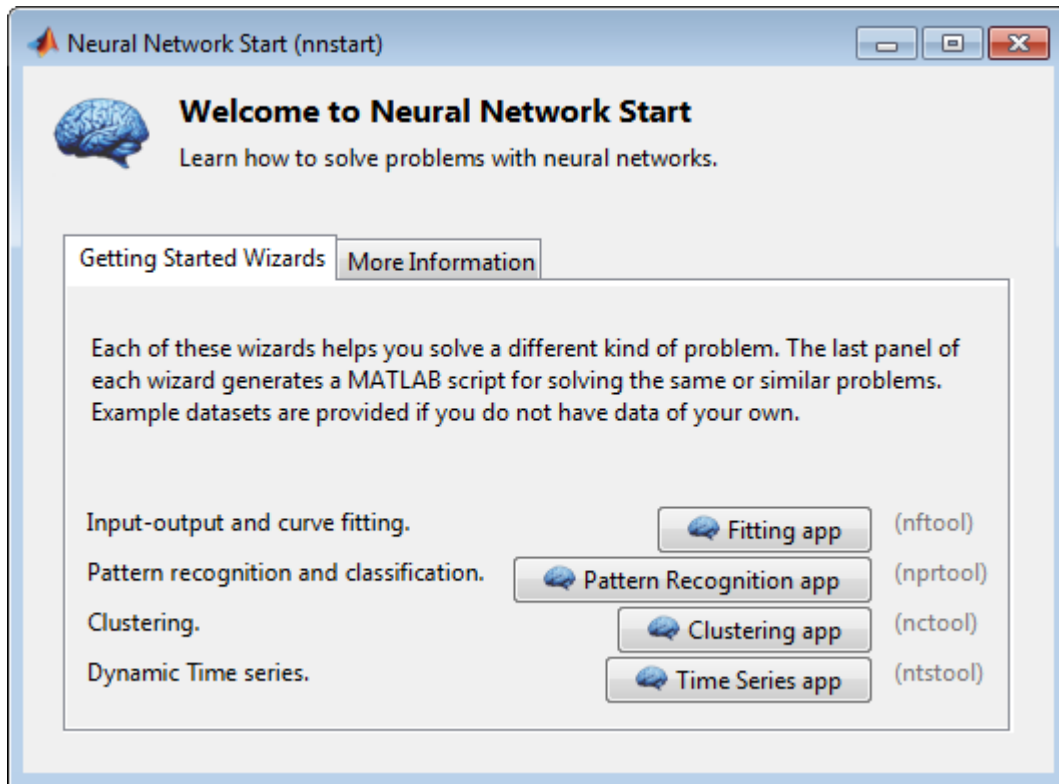 Neural Network Start (nnstart)
Welcome to Neural Network Start
Learn how to solve problems with neural networks.
Getting Started Wizards
More Information
Each of these wizards helps you solve a different kind of problem. The last panel of
each wizard generates a MATLAB script for solving the same or similar problems.
Example datasets are provided if you do not have data of your own.
Input-output and curve fitting. Fitting app (nftool)
Pattern recognition and classification. Pattern Recognition app (nprtool)
Clustering. Clustering app (nctool)
Dynamic Time series. Time Series app (ntstool)